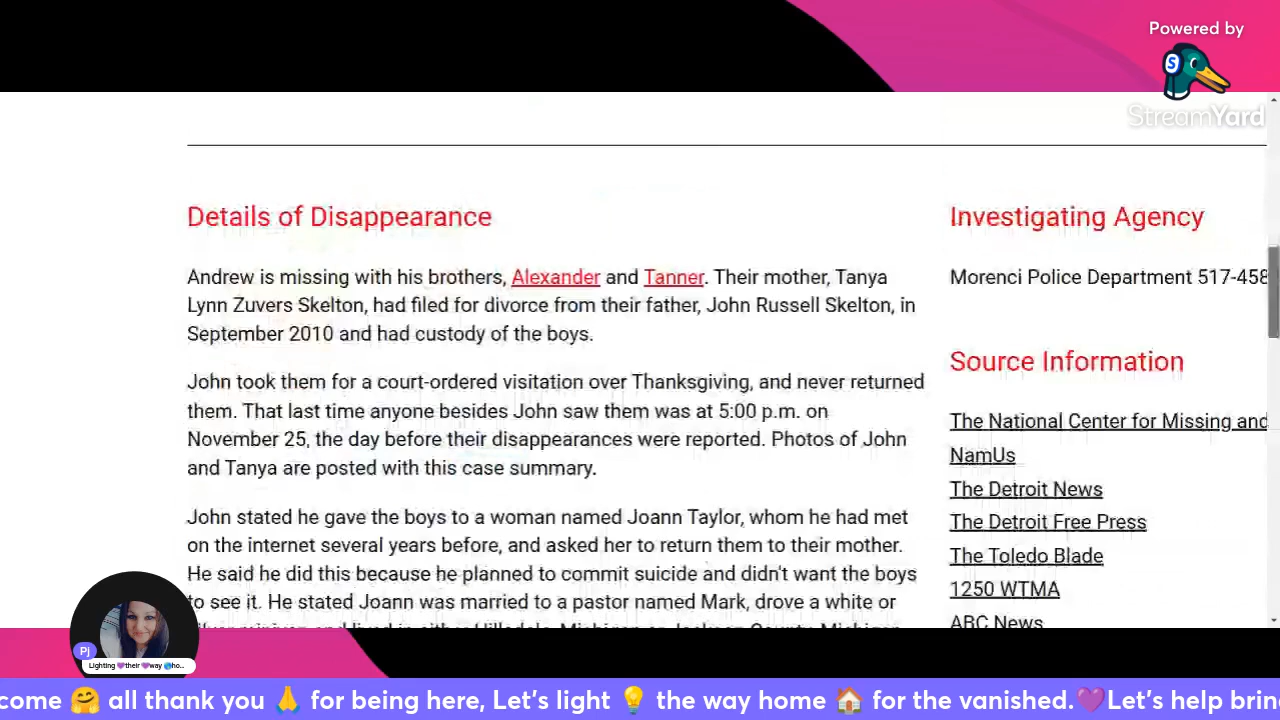 Powered by
StreamYard
Details of Disappearance
Andrew is missing with his brothers, Alexander and Tanner. Their mother, Tanya
Lynn Zuvers Skelton, had filed for divorce from their father, John Russell Skelton, in
September 2010 and had custody of the boys.
John took them for a court-ordered visitation over Thanksgiving, and never returned
them. That last time anyone besides John saw them was at 5:00 p.m. on
November 25, the day before their disappearances were reported. Photos of John
and Tanya are posted with this case summary.
John stated he gave the boys to a woman named Joann Taylor, whom he had met
on the internet several years before, and asked her to return them to their mother.
He said he did this because he planned to commit suicide and didn't want the boys
to see it. He stated Joann was married to a pastor named Mark, drove a white or
Investigating Agency
Morenci Police Department 517-458
Source Information
The National Center for Missing and
NamUs
The Detroit News
The Detroit Free Press
The Toledo Blade
1250 WTMA
ABC News
Pj
Lighting 💜their 💜way 🌎ho...
come 🤗 all thank you 🙏 for being here, Let's light 💡 the way home 🏠 for the vanished.💜Let's help brin